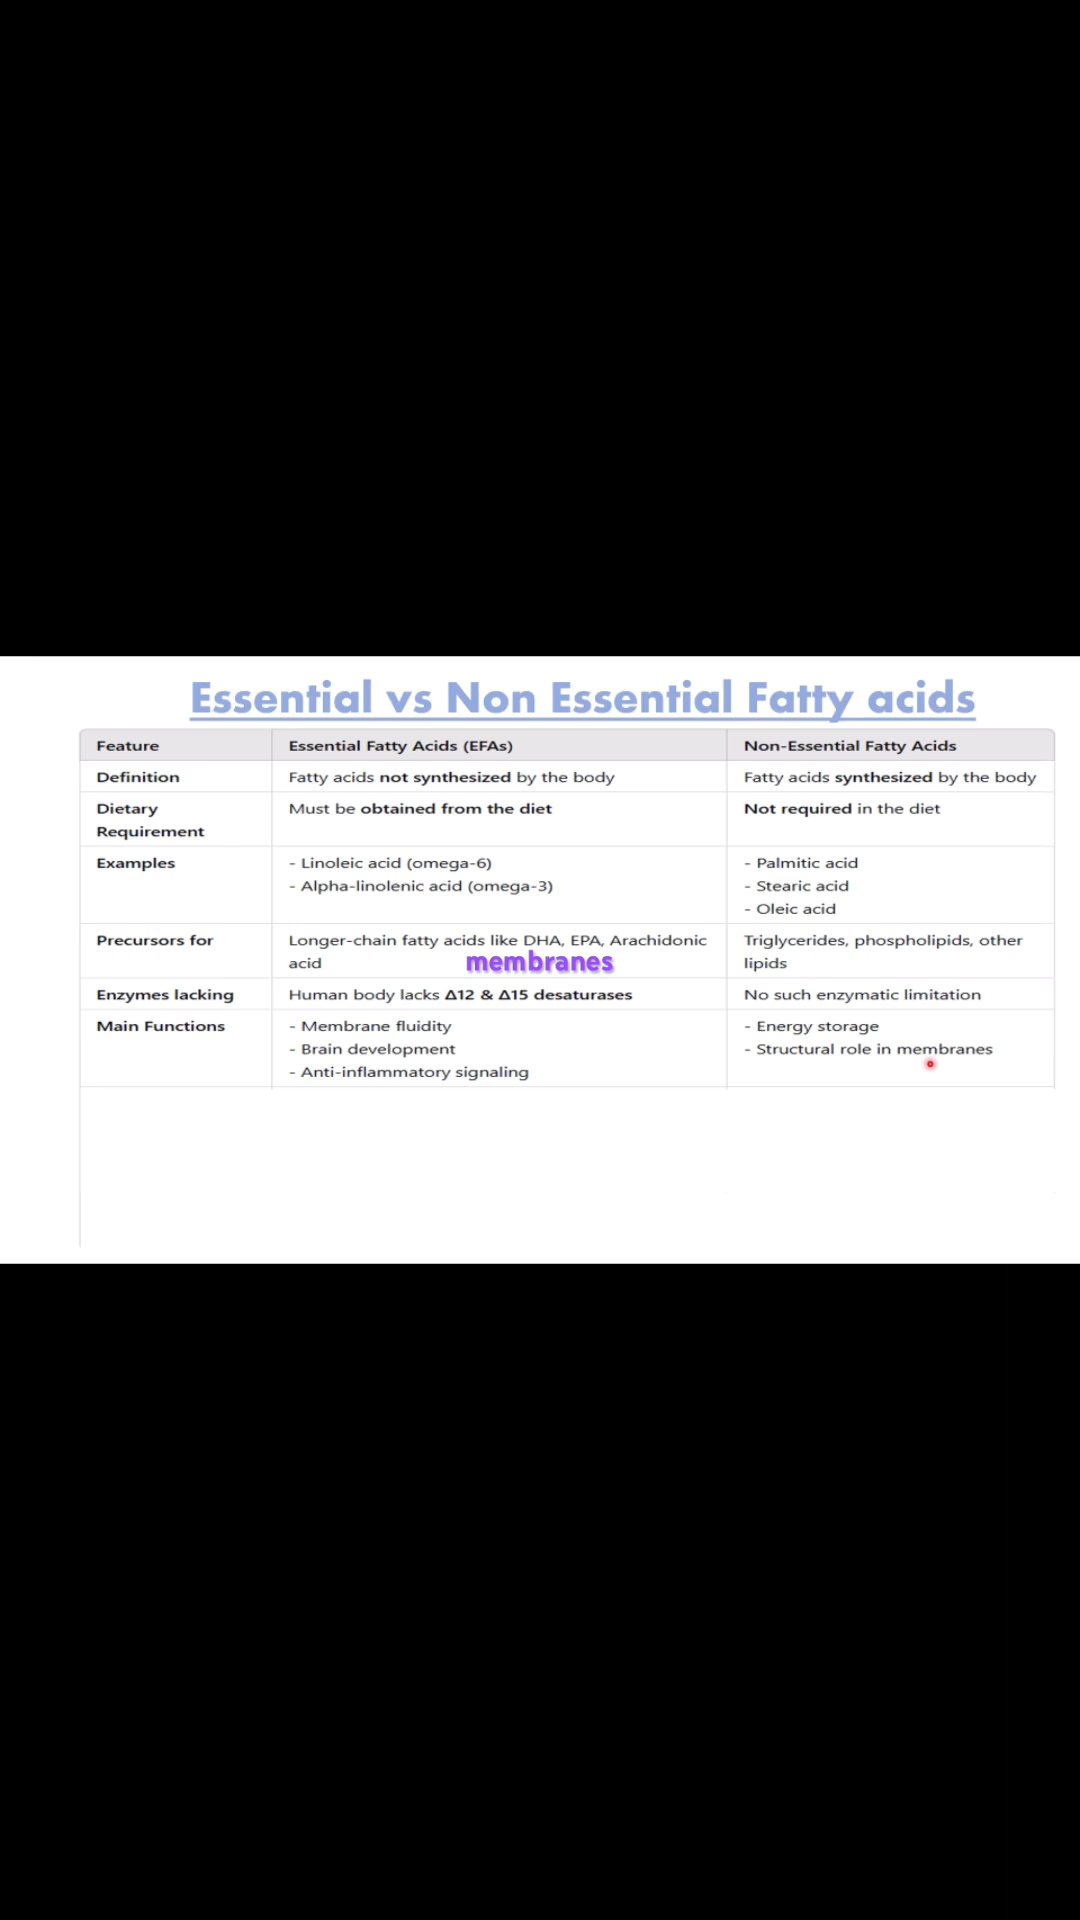 Essential vs Non Essential Fatty acids
Feature Essential Fatty Acids (EFAs) Non-Essential Fatty Acids
Definition Fatty acids not synthesized by the body Fatty acids synthesized by the body
Dietary Must be obtained from the diet Not required in the diet
Requirement
Examples - Linoleic acid (omega-6) - Palmitic acid
- Alpha-linolenic acid (omega-3) - Stearic acid
- Oleic acid
Precursors for Longer-chain fatty acids like DHA, EPA, Arachidonic Triglycerides, phospholipids, other
acid membranes lipids
Enzymes lacking Human body lacks Δ12 & Δ15 desaturases No such enzymatic limitation
Main Functions - Membrane fluidity - Energy storage
- Brain development - Structural role in membranes
- Anti-inflammatory signaling